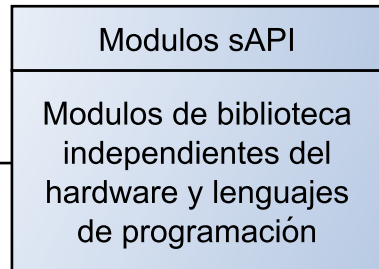 Modulos sAPI
Modulos de biblioteca
independientes del
hardware y lenguajes
de programación